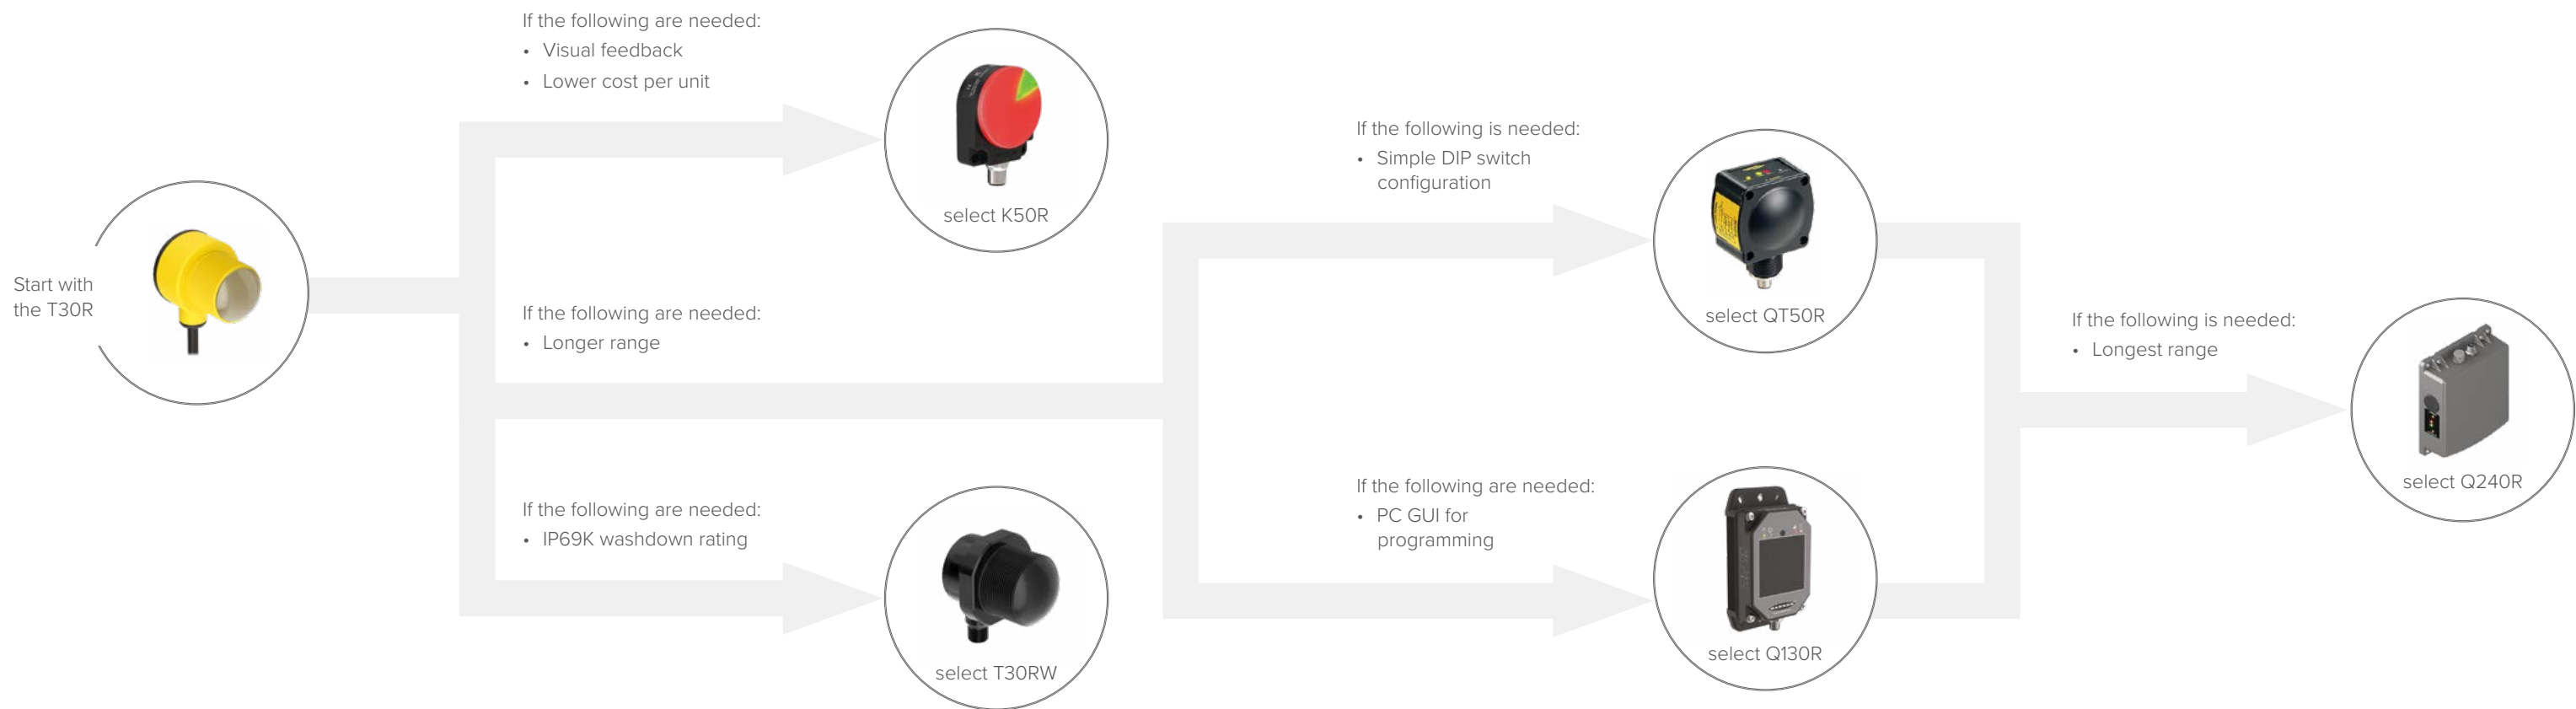 Start with
the T30R
If the following are needed:
• Visual feedback
• Lower cost per unit
select K50R
If the following are needed:
• Longer range
If the following are needed:
• IP69K washdown rating
select T30RW
If the following is needed:
• Simple DIP switch
configuration
select QT50R
If the following are needed:
• PC GUI for
programming
select Q130R
If the following is needed:
• Longest range
select Q240R